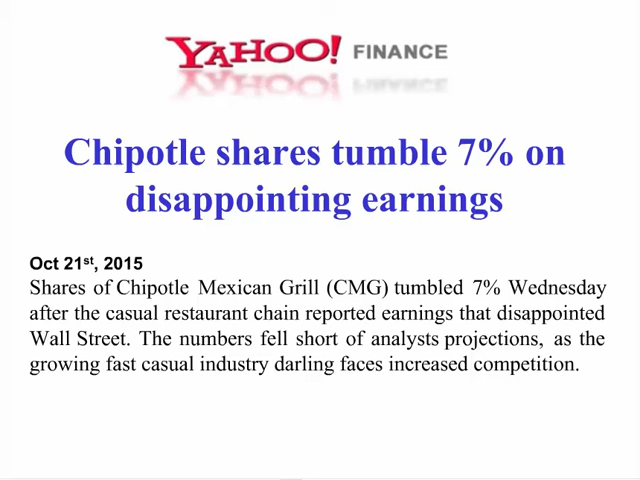 YAHOO! FINANCE
Chipotle shares tumble 7% on
disappointing earnings
Oct 21st, 2015
Shares of Chipotle Mexican Grill (CMG) tumbled 7% Wednesday
after the casual restaurant chain reported earnings that disappointed
Wall Street. The numbers fell short of analysts projections, as the
growing fast casual industry darling faces increased competition.